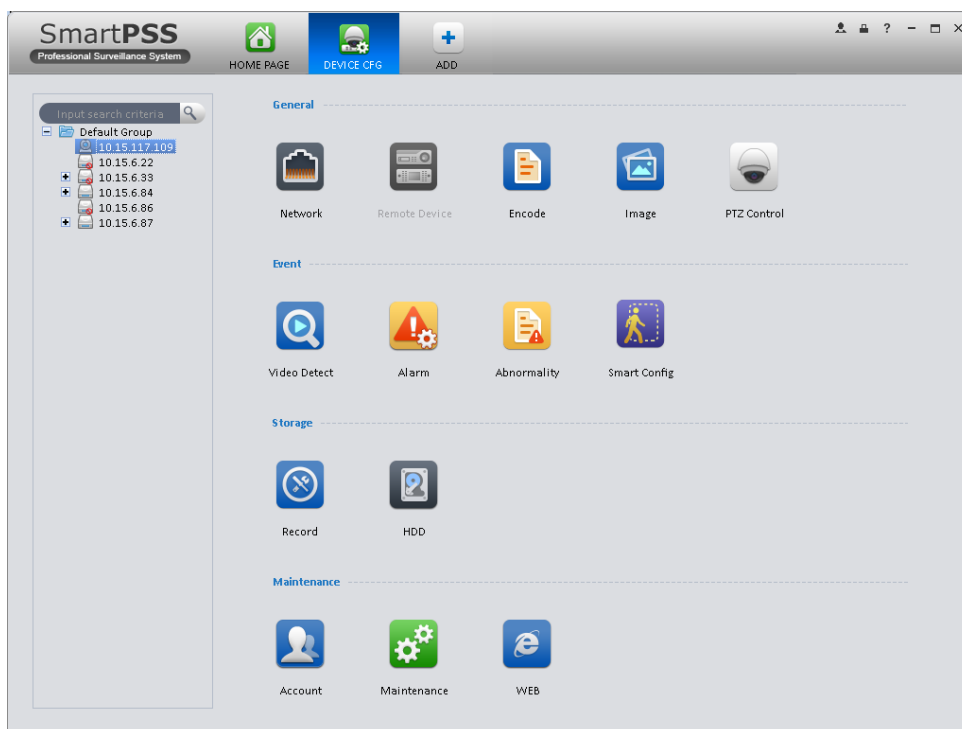 SmartPSS
Professional Surveillance System
HOME PAGE
DEVICE CFG
ADD
?
Input search criteria
Default Group
10.15.117.109
10.15.6.22
10.15.6.33
10.15.6.84
10.15.6.86
10.15.6.87
General
Network Remote Device Encode Image PTZ Control
Event
Video Detect Alarm Abnormality Smart Config
Storage
Record HDD
Maintenance
Account Maintenance WEB